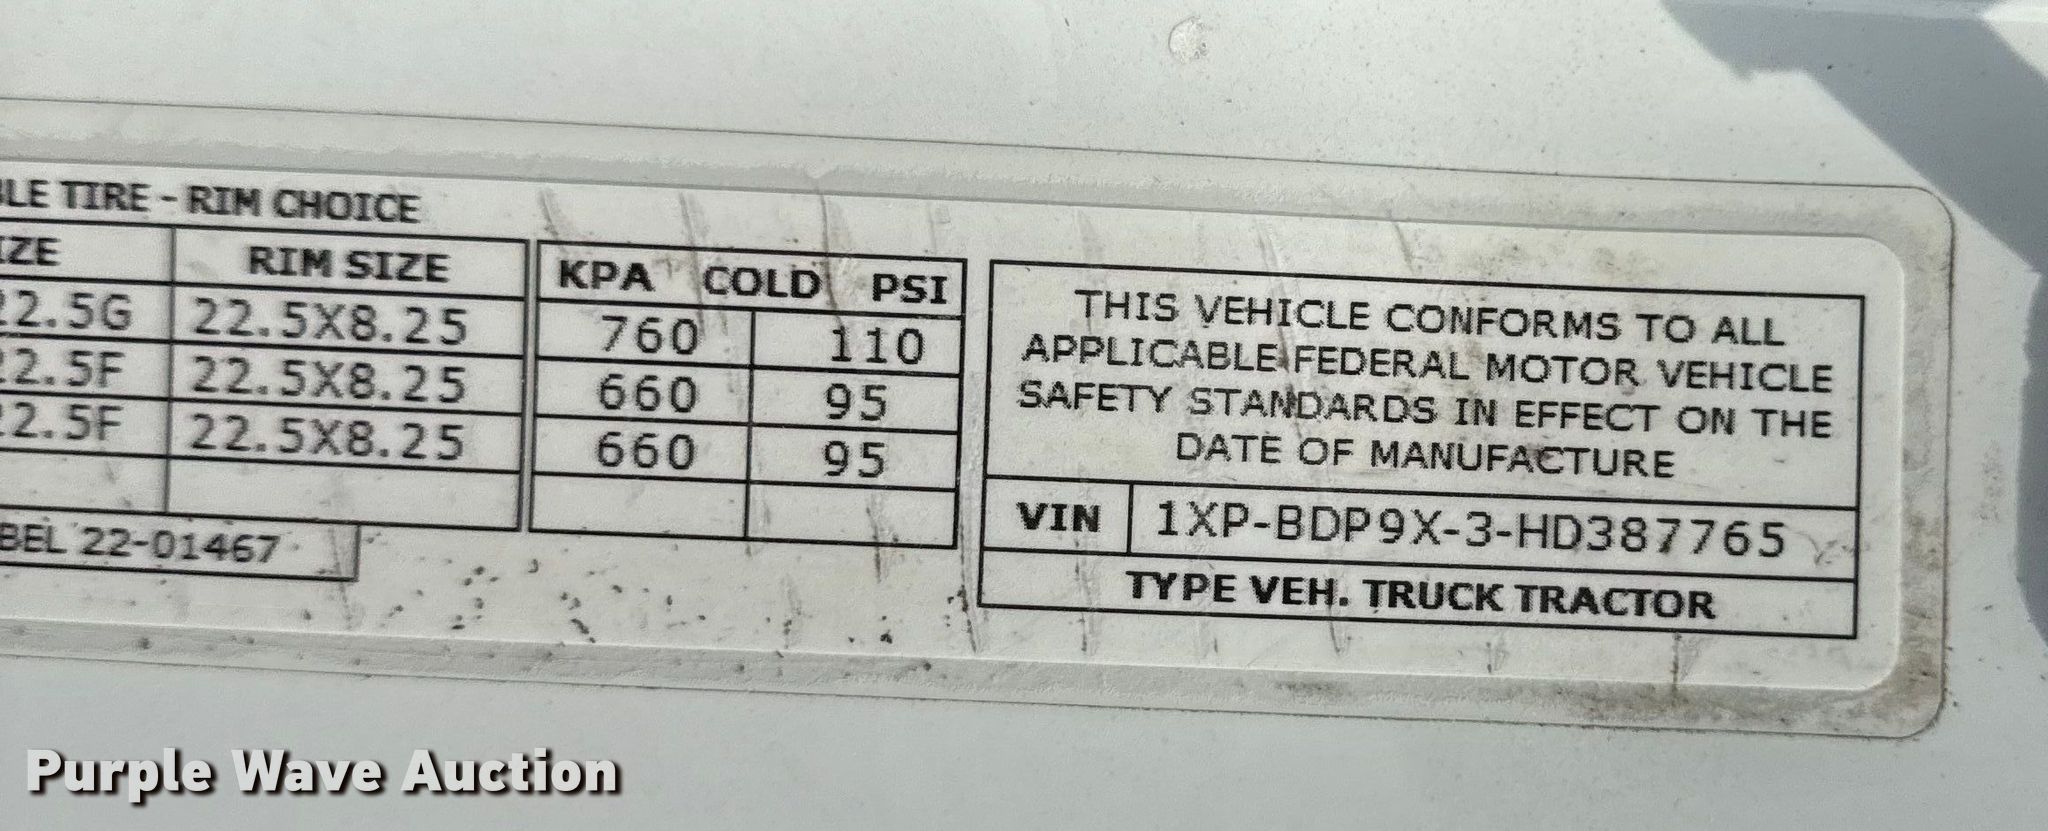 LE TIRE - RIM CHOICE
IZE RIM SIZE KPA COLD PSI
22.5G 22.5X8.25 760 110
22.5F 22.5X8.25 660 95
22.5F 22.5X8.25 660 95
BEL 22-01467
THIS VEHICLE CONFORMS TO ALL
APPLICABLE FEDERAL MOTOR VEHICLE
SAFETY STANDARDS IN EFFECT ON THE
DATE OF MANUFACTURE
VIN 1XP-BDP9X-3-HD387765
TYPE VEH. TRUCK TRACTOR
Purple Wave Auction